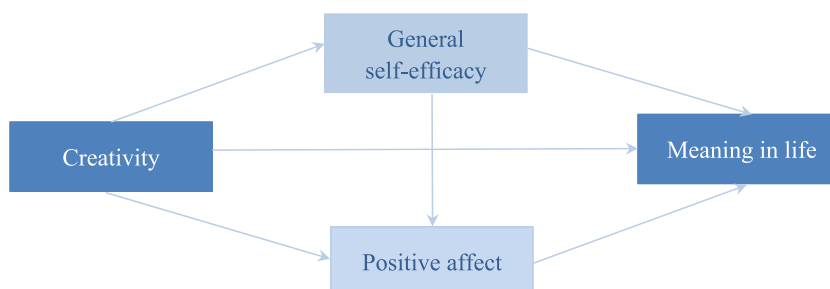 General
self-efficacy
Creativity
Meaning in life
Positive affect